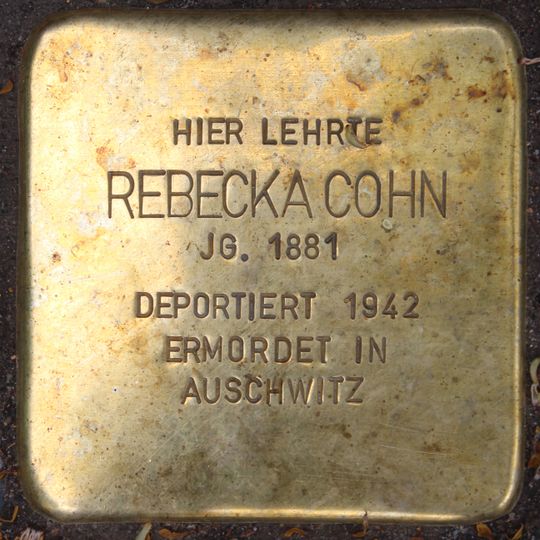 HIER LEHRTE
REBECKA COHN
JG. 1881
DEPORTIERT 1942
ERMORDET IN
AUSCHWITZ